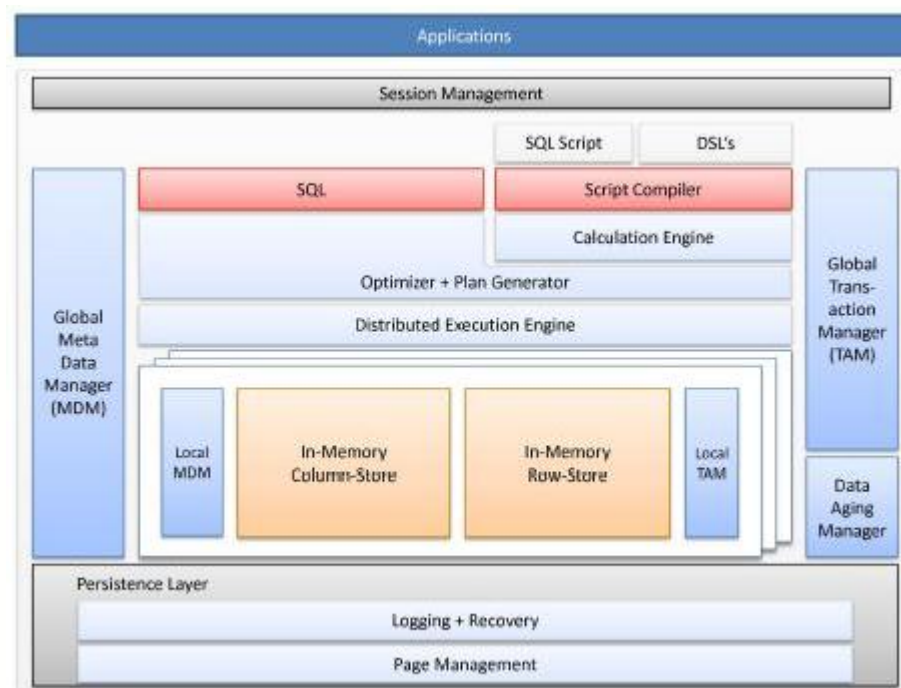 Applications
Session Management
SQL Script
DSL's
SQL
Script Compiler
Calculation Engine
Optimizer + Plan Generator
Distributed Execution Engine
Global
Meta
Data
Manager
(MDM)
Global
Trans-
action
Manager
(TAM)
Local
MDM
In-Memory
Column-Store
In-Memory
Row-Store
Local
TAM
Data
Aging
Manager
Persistence Layer
Logging + Recovery
Page Management